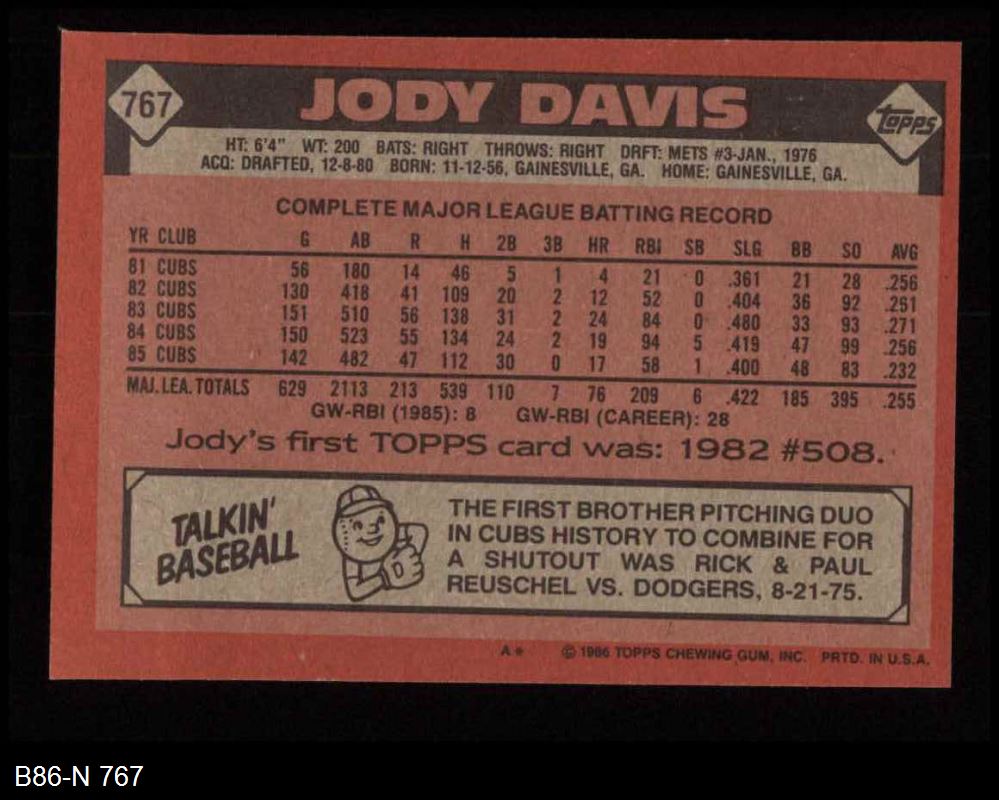 767
JODY DAVIS
topps
HT: 6'4" WT: 200 BATS: RIGHT THROWS: RIGHT DRFT: METS #3-JAN., 1976
ACQ: DRAFTED, 12-8-80 BORN: 11-12-56, GAINESVILLE, GA. HOME: GAINESVILLE, GA.
COMPLETE MAJOR LEAGUE BATTING RECORD
YR CLUB G AB R H 2B 3B HR RBI SB SLG BB SO AVG
81 CUBS 56 180 14 46 5 1 4 21 0 .361 21 28 .256
82 CUBS 130 418 41 109 20 2 12 52 0 .404 36 92 .261
83 CUBS 151 510 56 138 31 2 24 84 0 .480 33 93 .271
84 CUBS 150 523 55 134 24 2 19 94 5 .419 47 99 .256
85 CUBS 142 482 47 112 30 0 17 58 1 .400 48 83 .232
MAJ. LEA. TOTALS 629 2113 213 539 110 7 76 209 6 .422 185 395 .255
GW-RBI (1985): 8 GW-RBI (CAREER): 28
Jody's first TOPPS card was: 1982 #508.
TALKIN'
BASEBALL
THE FIRST BROTHER PITCHING DUO
IN CUBS HISTORY TO COMBINE FOR
A SHUTOUT WAS RICK & PAUL
REUSCHEL VS. DODGERS, 8-21-75.
A* © 1986 TOPPS CHEWING GUM, INC. PRTD. IN U.S.A.
B86-N 767